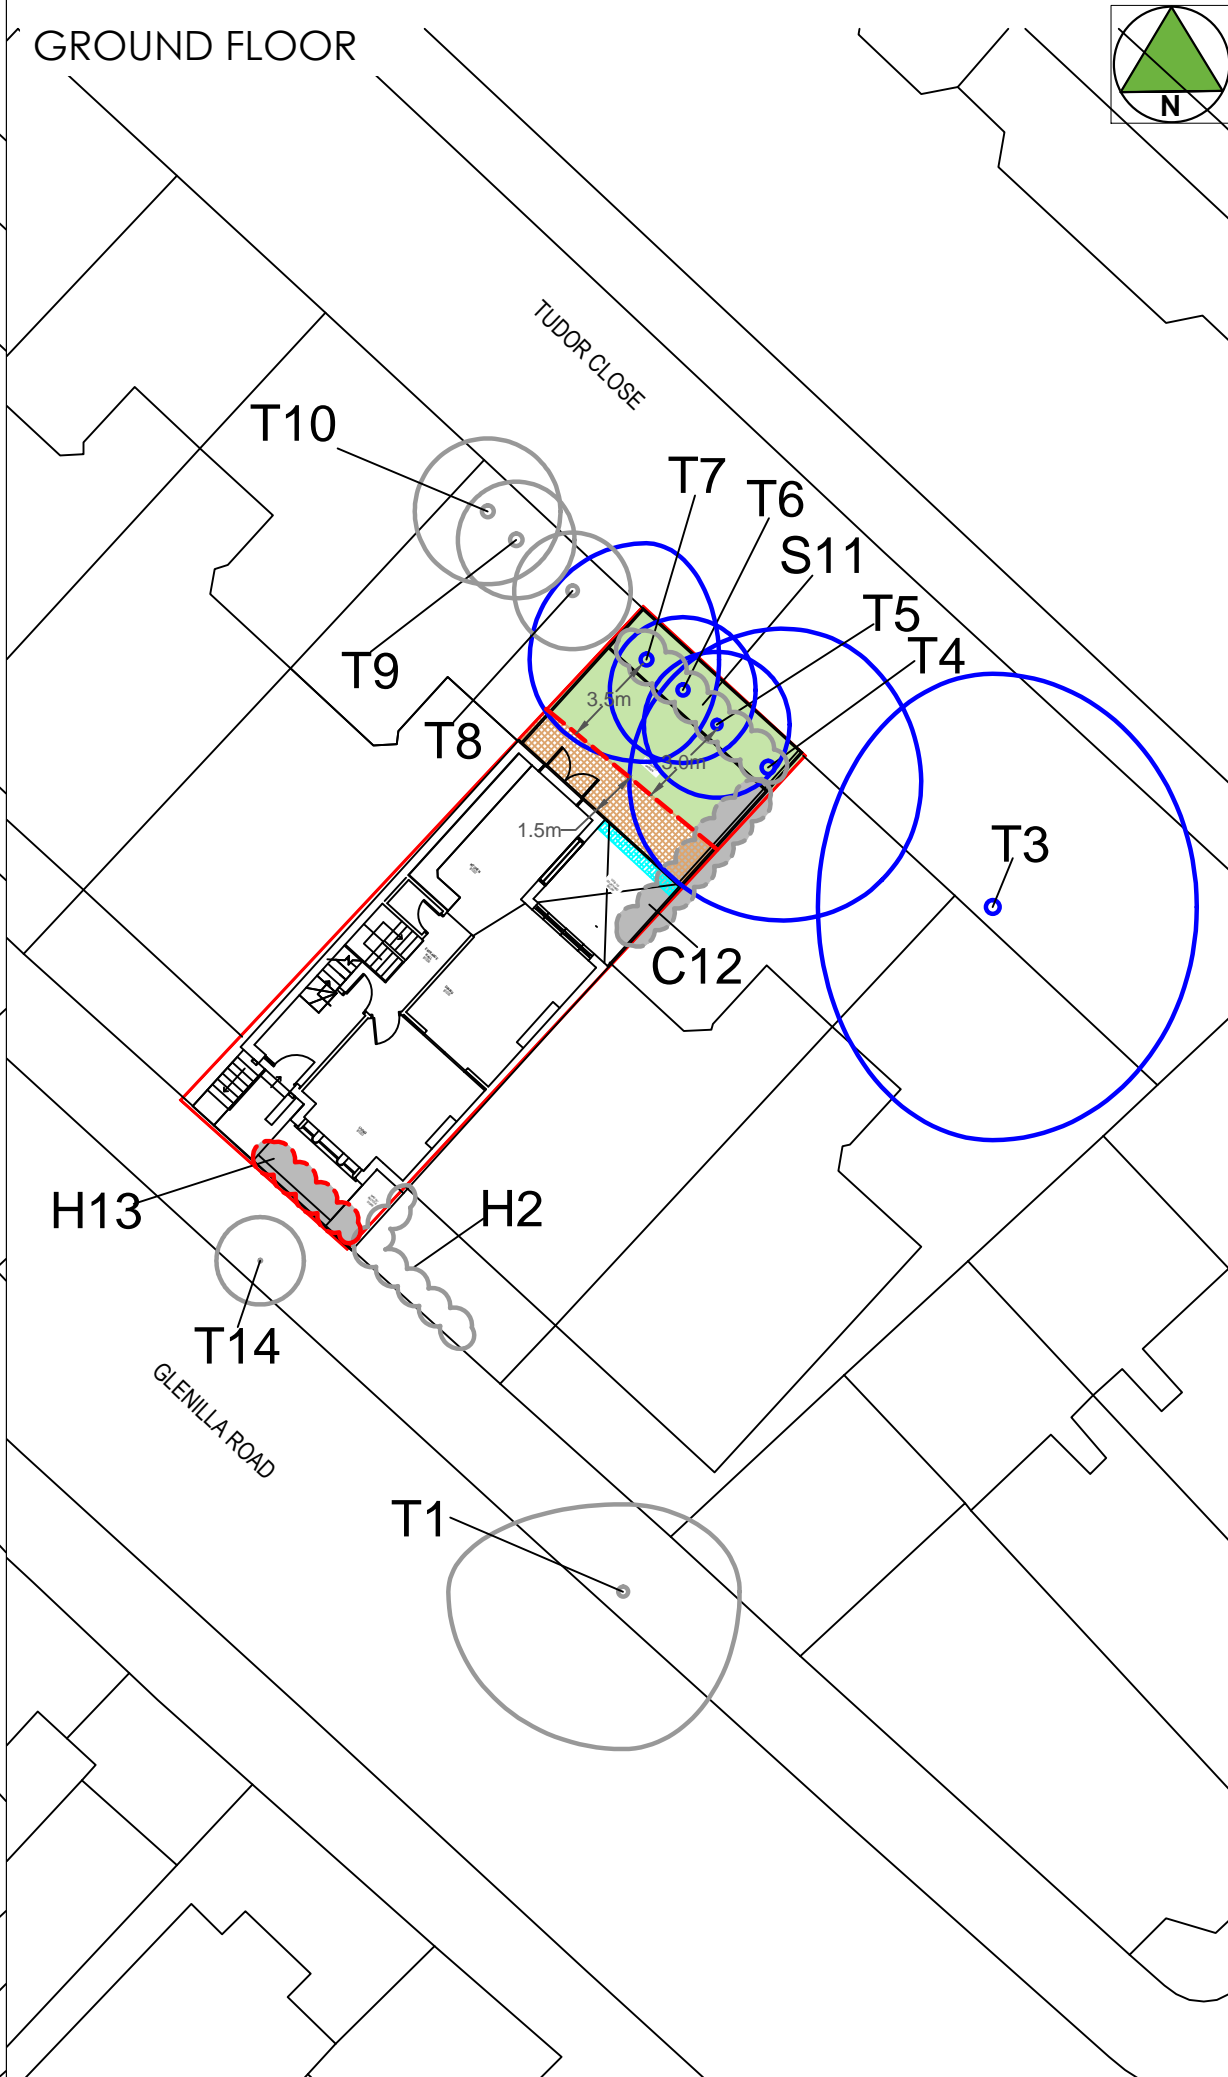 GROUND FLOOR
N
TUDOR CLOSE
T10
T7
T6
S11
T5
T4
T9
T8
3.5m
3.0m
1.5m
T3
C12
H13
H2
T14
GLENILLA ROAD
T1